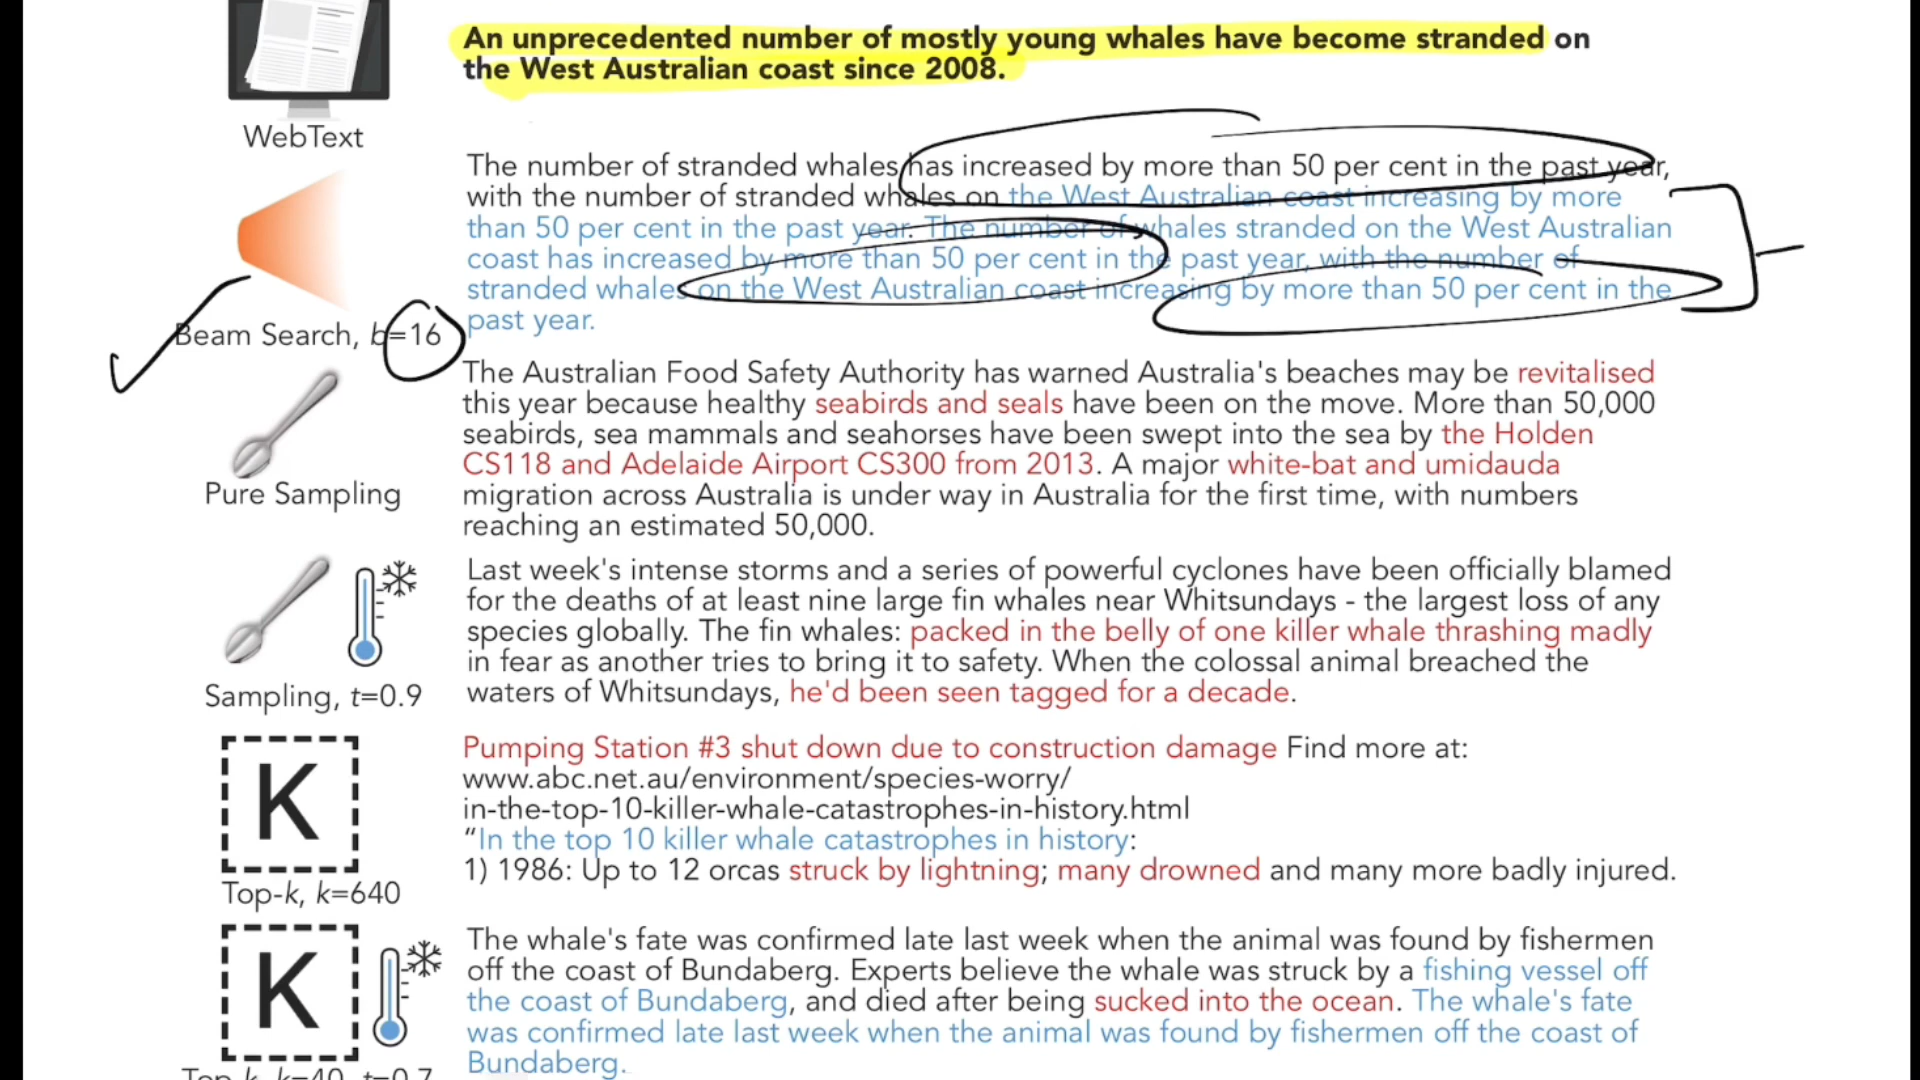 An unprecedented number of mostly young whales have become stranded on
the West Australian coast since 2008.
WebText
The number of stranded whales has increased by more than 50 per cent in the past year,
with the number of stranded whales on the West Australian coast increasing by more
than 50 per cent in the past year. The number of whales stranded on the West Australian
coast has increased by more than 50 per cent in the past year, with the number of
stranded whales on the West Australian coast increasing by more than 50 per cent in the
past year.
Beam Search, b=16
The Australian Food Safety Authority has warned Australia's beaches may be revitalised
this year because healthy seabirds and seals have been on the move. More than 50,000
seabirds, sea mammals and seahorses have been swept into the sea by the Holden
CS118 and Adelaide Airport CS300 from 2013. A major white-bat and umidauda
migration across Australia is under way in Australia for the first time, with numbers
reaching an estimated 50,000.
Pure Sampling
Last week's intense storms and a series of powerful cyclones have been officially blamed
for the deaths of at least nine large fin whales near Whitsundays - the largest loss of any
species globally. The fin whales: packed in the belly of one killer whale thrashing madly
in fear as another tries to bring it to safety. When the colossal animal breached the
waters of Whitsundays, he'd been seen tagged for a decade.
Sampling, t=0.9
Pumping Station #3 shut down due to construction damage Find more at:
www.abc.net.au/environment/species-worry/
in-the-top-10-killer-whale-catastrophes-in-history.html
“In the top 10 killer whale catastrophes in history:
1) 1986: Up to 12 orcas struck by lightning; many drowned and many more badly injured.
K
Top-k, k=640
The whale's fate was confirmed late last week when the animal was found by fishermen
off the coast of Bundaberg. Experts believe the whale was struck by a fishing vessel off
the coast of Bundaberg, and died after being sucked into the ocean. The whale's fate
was confirmed late last week when the animal was found by fishermen off the coast of
Bundaberg.
K
Top-k, k=40, t=0.7